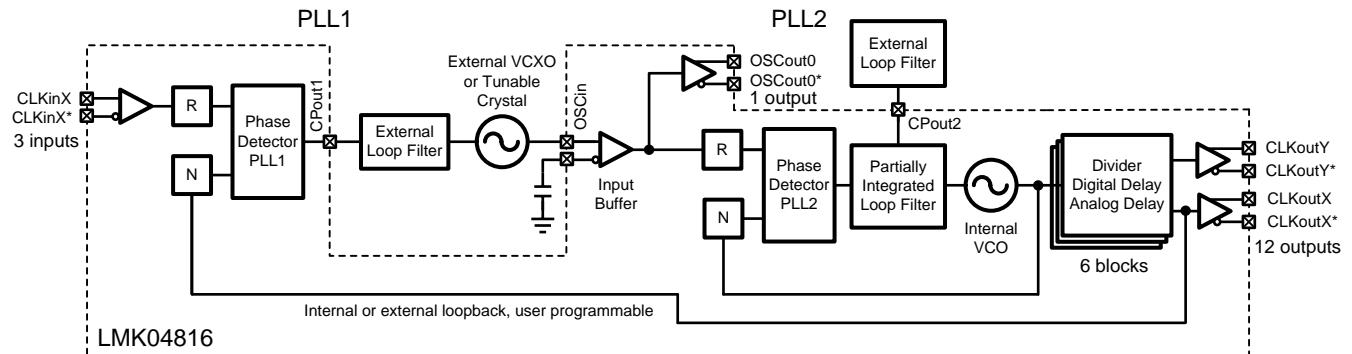 PLL1
PLL2
External VCXO
or Tunable
Crystal
OSCout0
OSCout0*
1 output
External
Loop Filter
CLKinX
CLKinX*
3 inputs
R
N
Phase
Detector
PLL1
CPout1
External
Loop Filter
OSCin
Input
Buffer
R
N
Phase
Detector
PLL2
CPout2
Partially
Integrated
Loop Filter
Internal
VCO
Divider
Digital Delay
Analog Delay
6 blocks
CLKoutY
CLKoutY*
CLKoutX
CLKoutX*
12 outputs
Internal or external loopback, user programmable
LMK04816